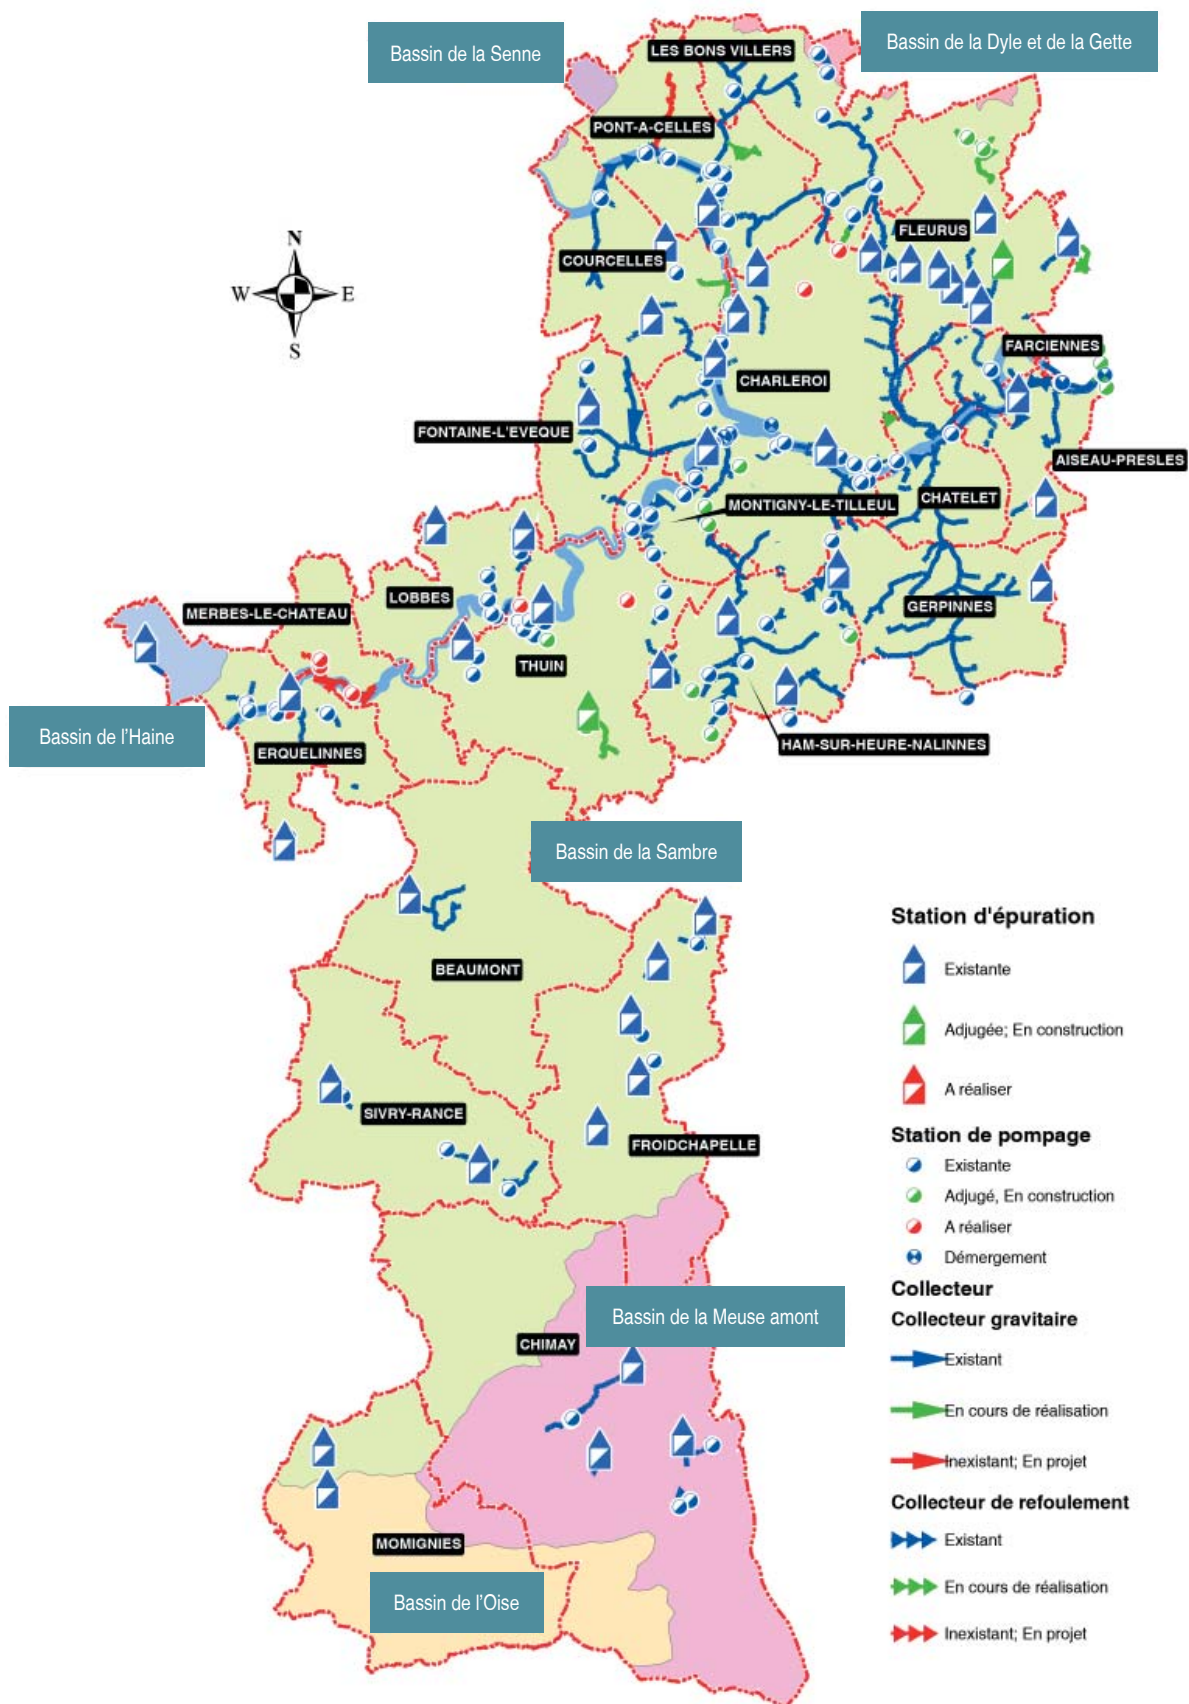 Bassin de la Senne
LES BONS VILLERS
Bassin de la Dyle et de la Gette
PONT-A-CELLES
N
W
E
S
FLEURUS
COURCELLES
FARCIENNES
CHARLEROI
FONTAINE-L'EVEQUE
AISEAU-PRESLES
CHATELET
MONTIGNY-LE-TILLEUL
LOBBES
MERBES-LE-CHATEAU
GERPINNES
THUIN
Bassin de l'Haine
ERQUELINNES
HAM-SUR-HEURE-NALINNES
Bassin de la Sambre
BEAUMONT
SIVRY-RANCE
FROIDCHAPELLE
Bassin de la Meuse amont
CHIMAY
MOMIGNIES
Bassin de l'Oise
Station d'épuration
Existante
Adjugée; En construction
A réaliser
Station de pompage
Existante
Adjugé, En construction
A réaliser
Démergement
Collecteur
Collecteur gravitaire
Existant
En cours de réalisation
Inexistant; En projet
Collecteur de refoulement
Existant
En cours de réalisation
Inexistant; En projet